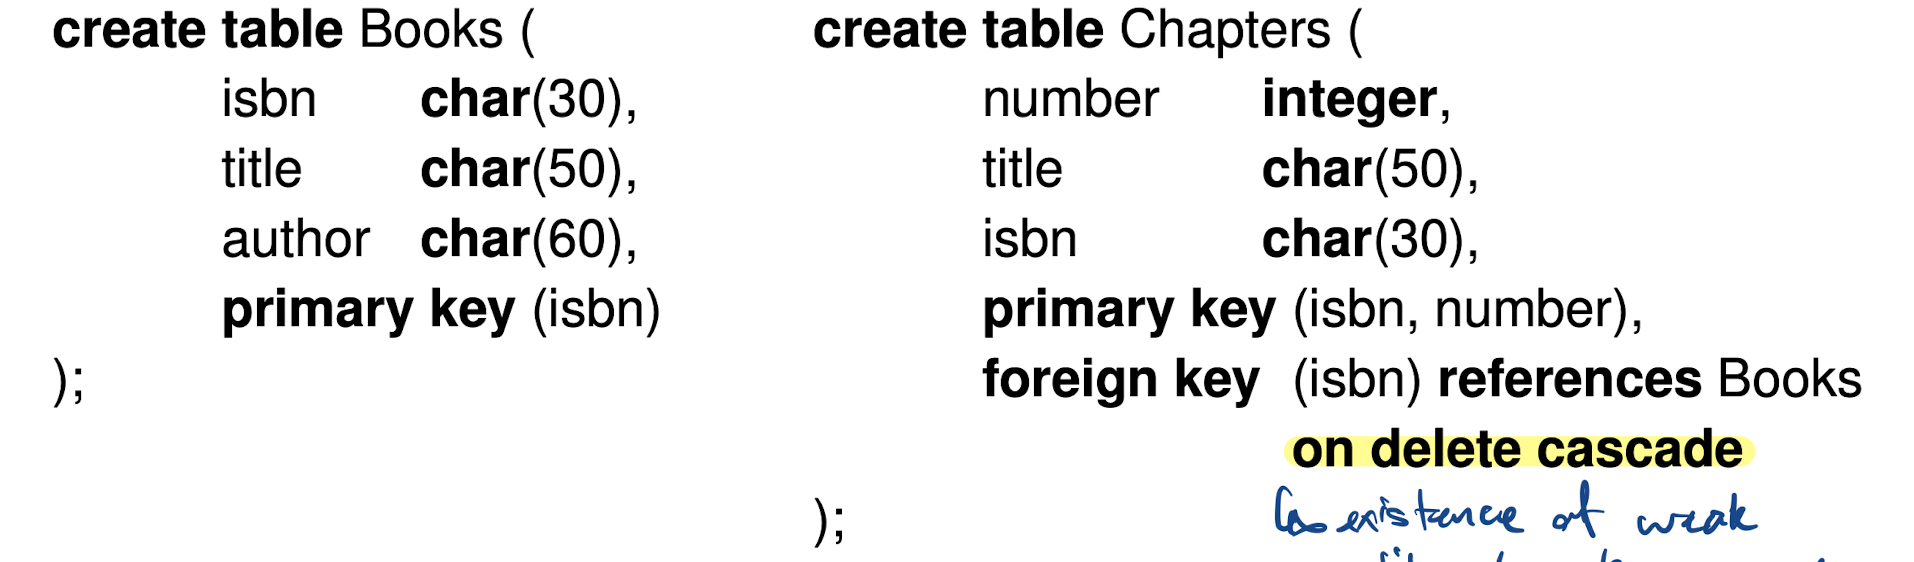 create table Books (
isbn char(30),
title char(50),
author char(60),
primary key (isbn)
);
create table Chapters (
number integer,
title char(50),
isbn char(30),
primary key (isbn, number),
foreign key (isbn) references Books
on delete cascade
);
existence of weak